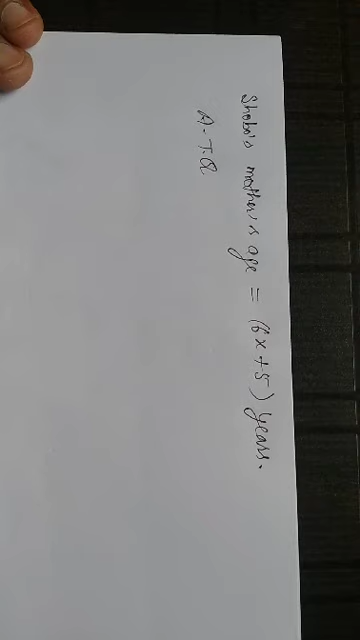 Shoba's mother's age = (6x+5) years.
A.T.Q